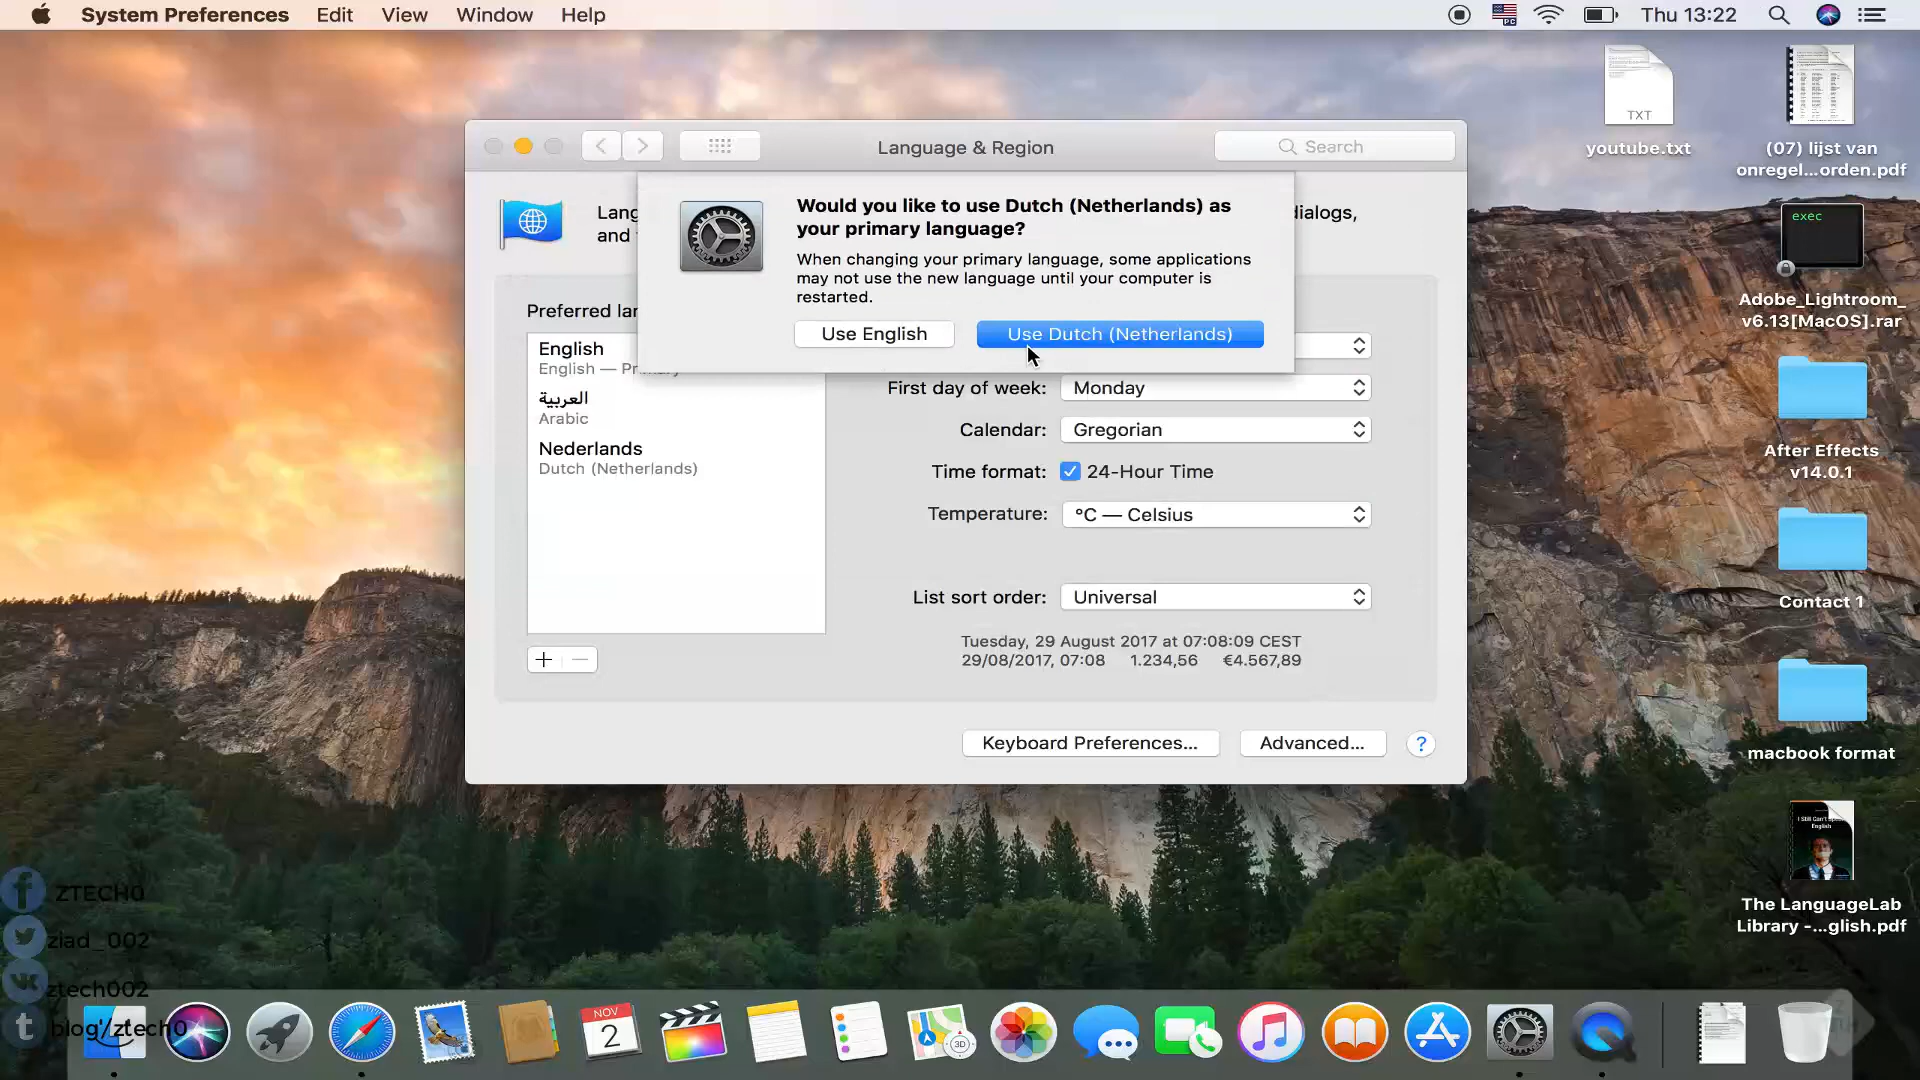 System Preferences Edit View Window Help
Thu 13:22
Language & Region
Search
Would you like to use Dutch (Netherlands) as
your primary language?
When changing your primary language, some applications
may not use the new language until your computer is
restarted.
Use English
Use Dutch (Netherlands)
Lang
and
dialogs,
Preferred lan
English
English — Primary
العربية
Arabic
Nederlands
Dutch (Netherlands)
First day of week: Monday
Calendar: Gregorian
Time format: 24-Hour Time
Temperature: °C — Celsius
List sort order: Universal
Tuesday, 29 August 2017 at 07:08:09 CEST
29/08/2017, 07:08 1.234,56 €4.567,89
+ —
Keyboard Preferences...
Advanced...
?
TXT
youtube.txt
(07) lijst van
onregel...orden.pdf
exec
Adobe_Lightroom_
v6.13[MacOS].rar
After Effects
v14.0.1
Contact 1
macbook format
I Still Can't
English
The LanguageLab
Library -...glish.pdf
ZTECH0
ziad_002
ztech002
blog/ztech0
NOV
2
3D